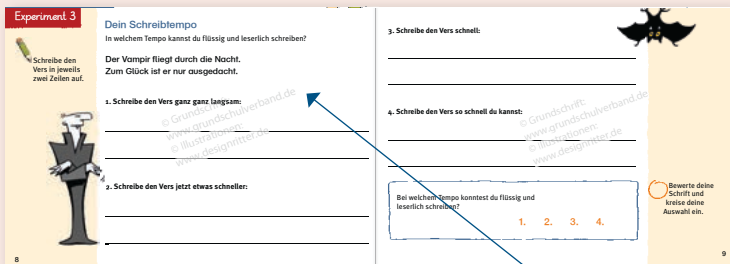 Experiment 3
Dein Schreibtempo
In welchem Tempo kannst du flüssig und leserlich schreiben?
Schreibe den
Vers in jeweils
zwei Zeilen auf.
Der Vampir fliegt durch die Nacht.
Zum Glück ist er nur ausgedacht.
1. Schreibe den Vers ganz ganz langsam:
© Grundschrift:
www.grundschulverband.de
© Illustrationen:
www.designritter.de
2. Schreibe den Vers jetzt etwas schneller:
8
3. Schreibe den Vers schnell:
4. Schreibe den Vers so schnell du kannst:
© Grundschrift:
www.grundschulverband.de
© Illustrationen:
www.designritter.de
Bei welchem Tempo konntest du flüssig und
leserlich schreiben?
1. 2. 3. 4.
Bewerte deine
Schrift und
kreise deine
Auswahl ein.
9